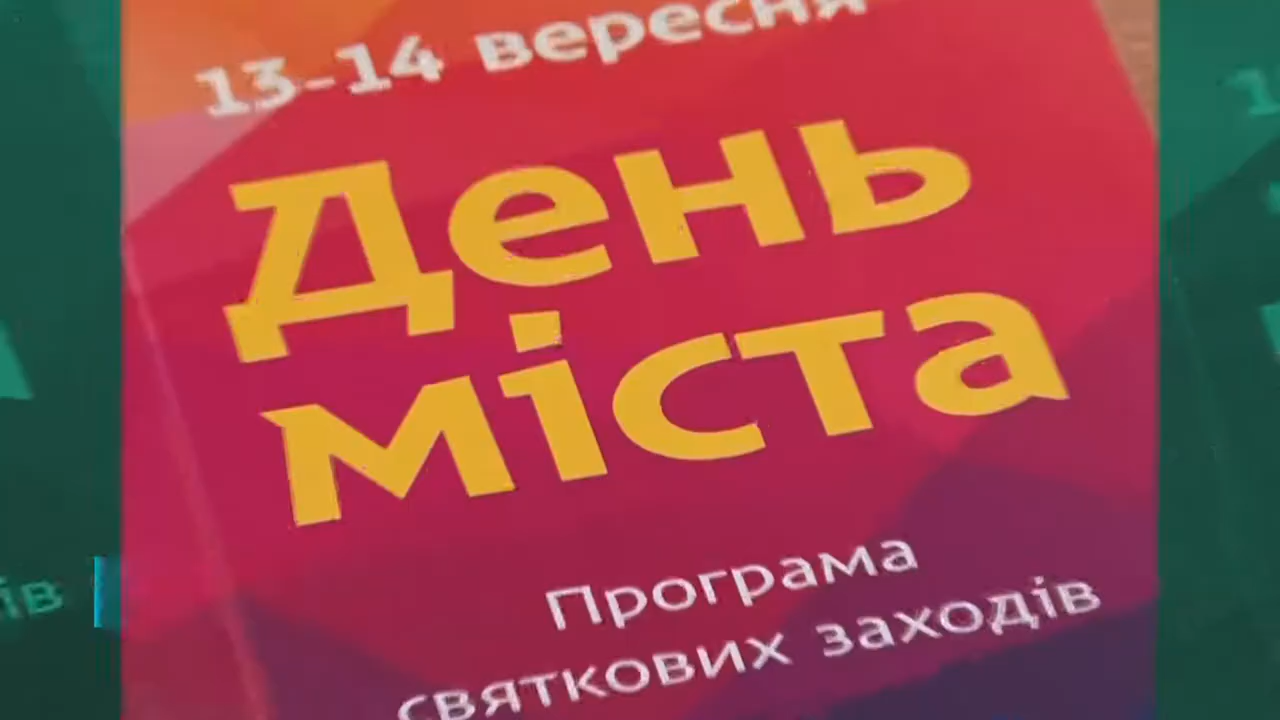 13-14 вересня
День
міста
Програма
святкових заходів